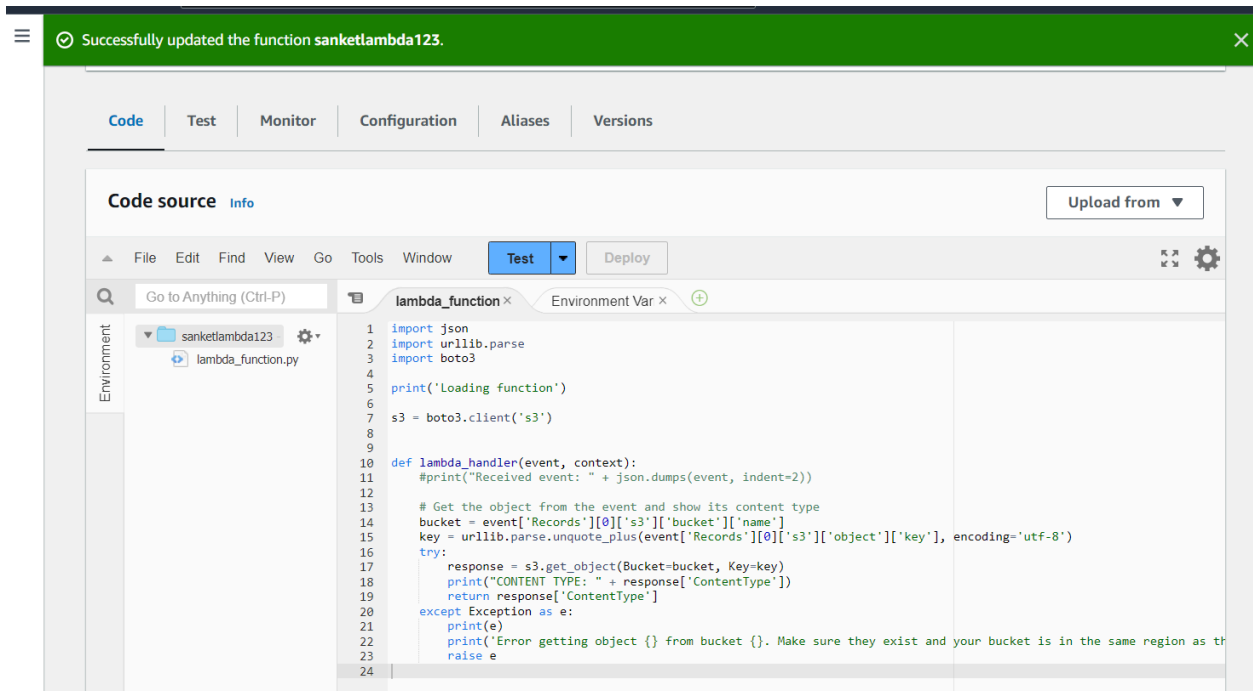 Successfully updated the function sanketlambda123.
Code Test Monitor Configuration Aliases Versions
Code source Info
Upload from
File Edit Find View Go Tools Window Test Deploy
Go to Anything (Ctrl-P)
lambda_function × Environment Var ×
Environment
sanketlambda123
lambda_function.py
1 import json
2 import urllib.parse
3 import boto3
4
5 print('Loading function')
6
7 s3 = boto3.client('s3')
8
9
10 def lambda_handler(event, context):
11 #print("Received event: " + json.dumps(event, indent=2))
12
13 # Get the object from the event and show its content type
14 bucket = event['Records'][0]['s3']['bucket']['name']
15 key = urllib.parse.unquote_plus(event['Records'][0]['s3']['object']['key'], encoding='utf-8')
16 try:
17 response = s3.get_object(Bucket=bucket, Key=key)
18 print("CONTENT TYPE: " + response['ContentType'])
19 return response['ContentType']
20 except Exception as e:
21 print(e)
22 print('Error getting object {} from bucket {}. Make sure they exist and your bucket is in the same region as th
23 raise e
24